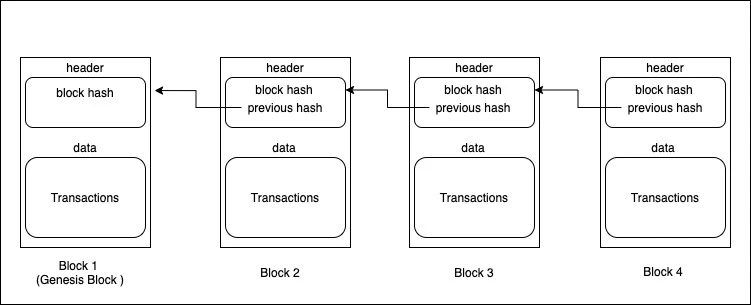 header
block hash
data
Transactions
Block 1
(Genesis Block )
header
block hash
previous hash
data
Transactions
Block 2
header
block hash
previous hash
data
Transactions
Block 3
header
block hash
previous hash
data
Transactions
Block 4